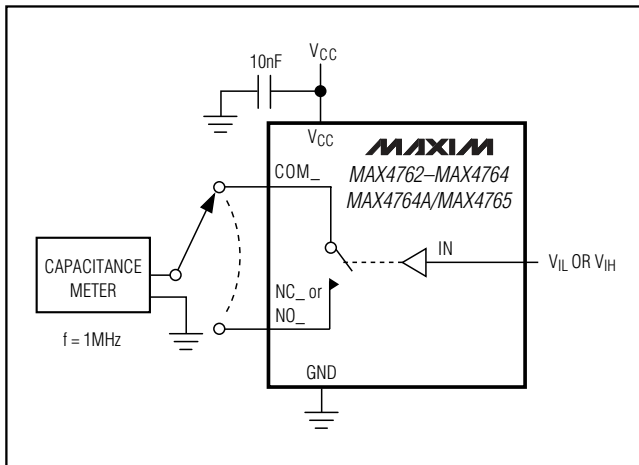 10nF
VCC
VCC
MAXIM
MAX4762–MAX4764
MAX4764A/MAX4765
COM_
IN
VIL OR VIH
CAPACITANCE
METER
NC_ or
NO_
f = 1MHz
GND